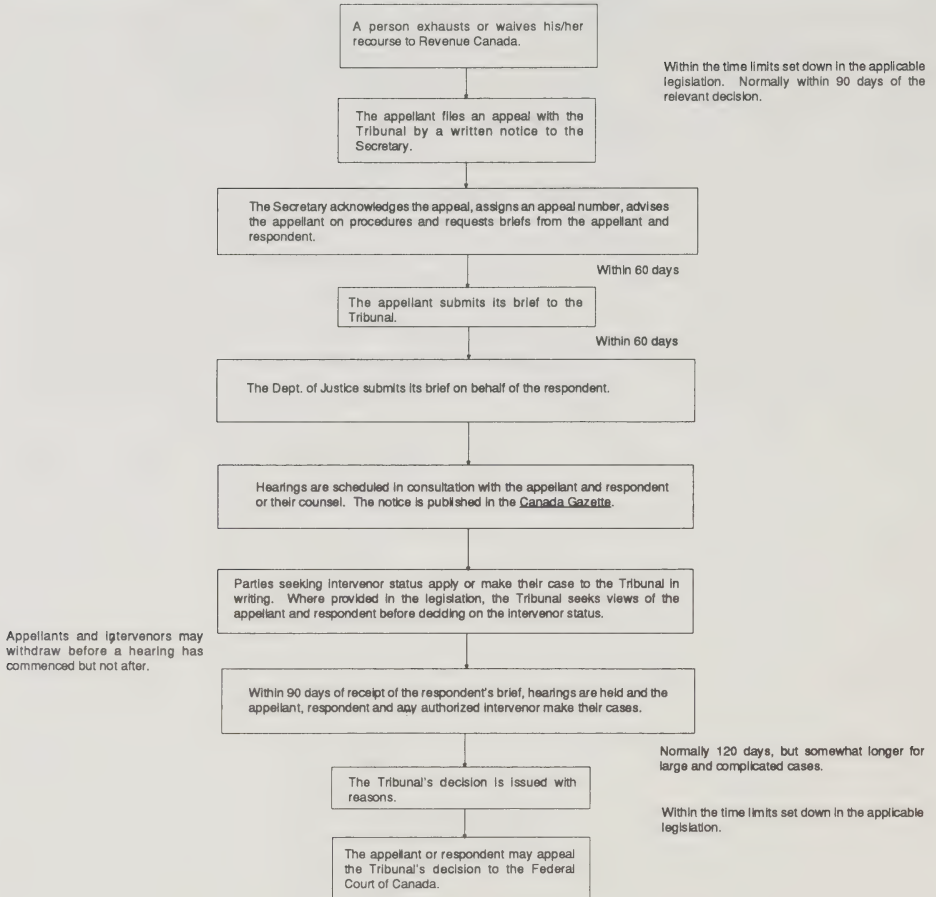 A person exhausts or waives his/her
recourse to Revenue Canada.
Within the time limits set down in the applicable
legislation. Normally within 90 days of the
relevant decision.
The appellant files an appeal with the
Tribunal by a written notice to the
Secretary.
The Secretary acknowledges the appeal, assigns an appeal number, advises
the appellant on procedures and requests briefs from the appellant and
respondent.
Within 60 days
The appellant submits its brief to the
Tribunal.
Within 60 days
The Dept. of Justice submits its brief on behalf of the respondent.
Hearings are scheduled in consultation with the appellant and respondent
or their counsel. The notice is published in the Canada Gazette.
Parties seeking intervenor status apply or make their case to the Tribunal in
writing. Where provided in the legislation, the Tribunal seeks views of the
appellant and respondent before deciding on the intervenor status.
Appellants and intervenors may
withdraw before a hearing has
commenced but not after.
Within 90 days of receipt of the respondent's brief, hearings are held and the
appellant, respondent and any authorized intervenor make their cases.
Normally 120 days, but somewhat longer for
large and complicated cases.
The Tribunal's decision is issued with
reasons.
Within the time limits set down in the applicable
legislation.
The appellant or respondent may appeal
the Tribunal's decision to the Federal
Court of Canada.